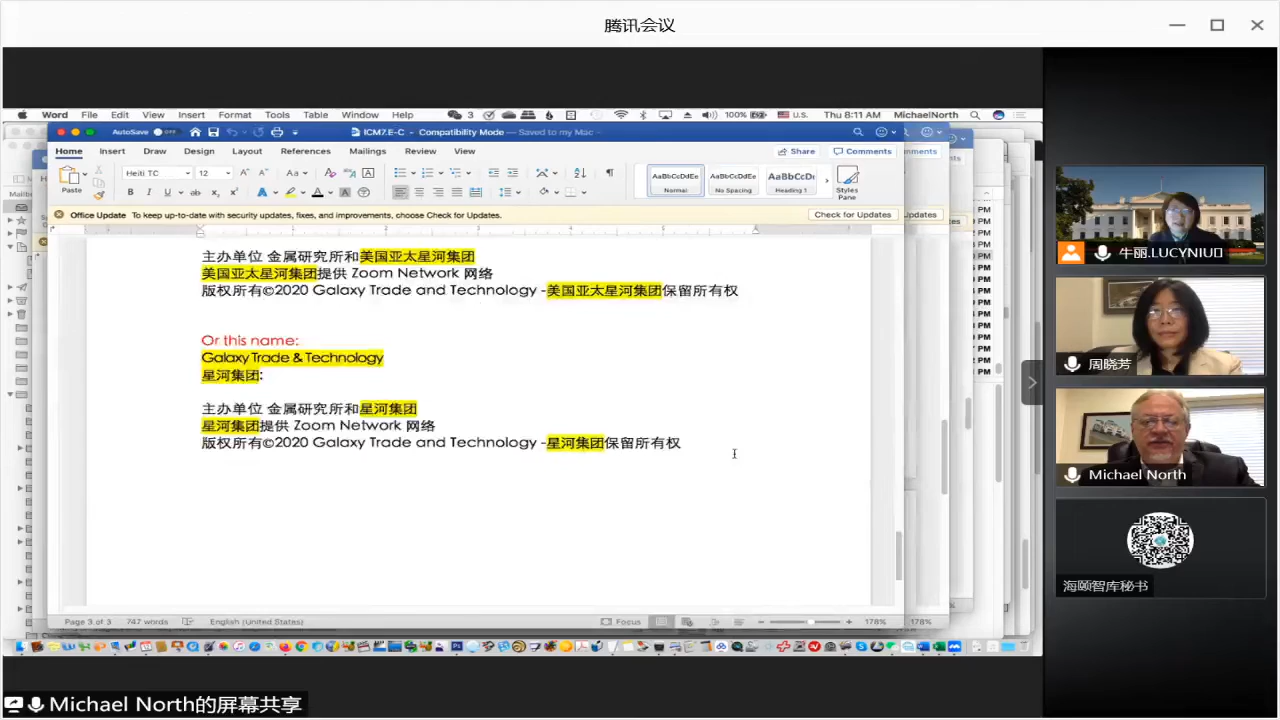 腾讯会议
Word File Edit View Insert Format Tools Table Window Help
3 100% U.S. Thu 8:11 AM MichaelNorth
AutoSave OFF ICM7.E-C - Compatibility Mode — Saved to my Mac
Home Insert Draw Design Layout References Mailings Review View Share Comments
Paste Heiti TC 12
AaBbCcDdEe AaBbCcDdEe AaBbCcDc
Normal No Spacing Heading 1 Styles Pane
Office Update To keep up-to-date with security updates, fixes, and improvements, choose Check for Updates. Check for Updates
主办单位 金属研究所和美国亚太星河集团
美国亚太星河集团提供 Zoom Network 网络
版权所有©2020 Galaxy Trade and Technology -美国亚太星河集团保留所有权
Or this name:
Galaxy Trade & Technology
星河集团:
主办单位 金属研究所和星河集团
星河集团提供 Zoom Network 网络
版权所有©2020 Galaxy Trade and Technology -星河集团保留所有权
Page 3 of 3 747 words English (United States) Focus 178%
牛丽.LUCYNIU
周晓芳
Michael North
海颐智库秘书
Michael North的屏幕共享